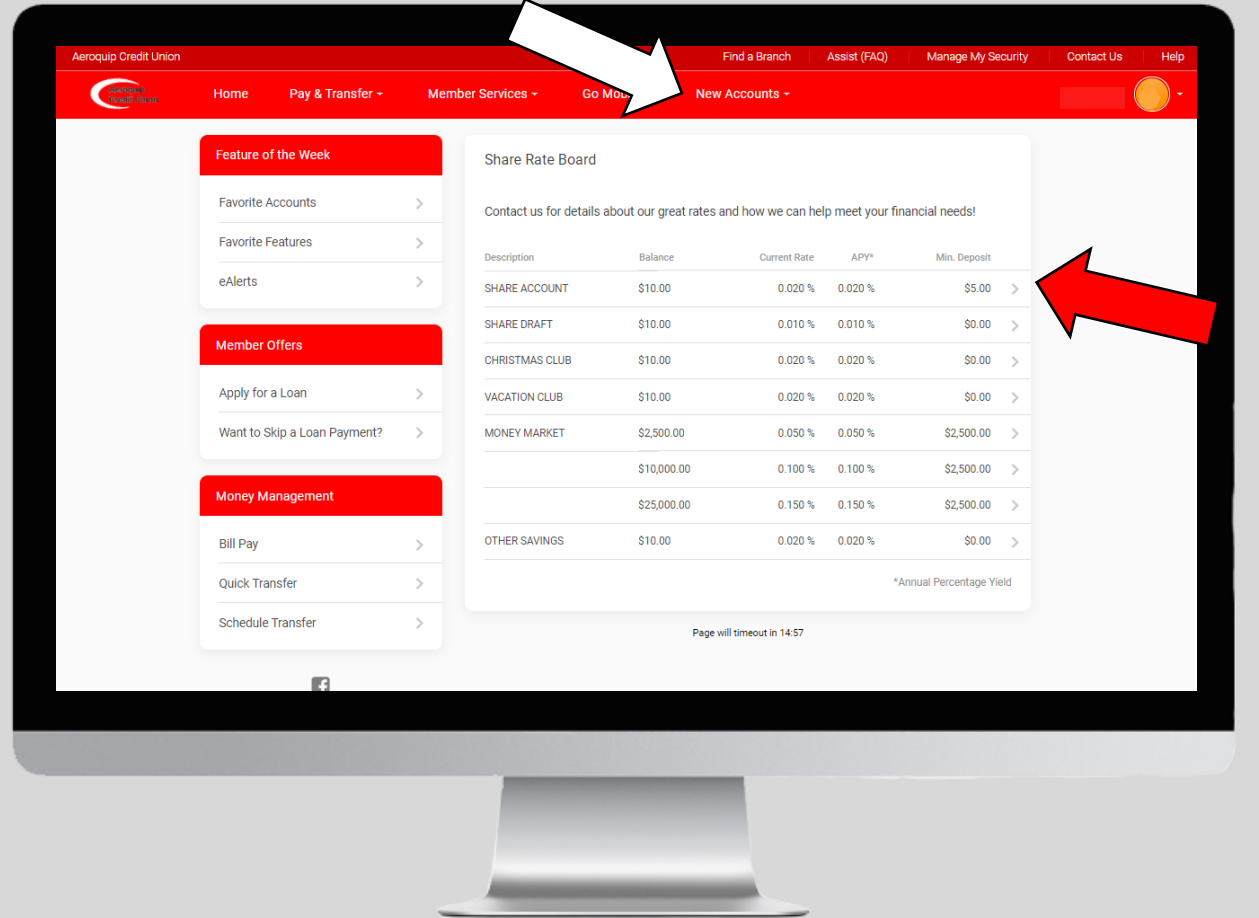 Aeroquip Credit Union
Find a Branch
Assist (FAQ)
Manage My Security
Contact Us
Help
Aeroquip
Credit Union
Home
Pay & Transfer
Member Services
Go
New Accounts
Feature of the Week
Favorite Accounts
Favorite Features
eAlerts
Member Offers
Apply for a Loan
Want to Skip a Loan Payment?
Money Management
Bill Pay
Quick Transfer
Schedule Transfer
Share Rate Board
Contact us for details about our great rates and how we can help meet your financial needs!
Description Balance Current Rate APY* Min. Deposit
SHARE ACCOUNT $10.00 0.020 % 0.020 % $5.00
SHARE DRAFT $10.00 0.010 % 0.010 % $0.00
CHRISTMAS CLUB $10.00 0.020 % 0.020 % $0.00
VACATION CLUB $10.00 0.020 % 0.020 % $0.00
MONEY MARKET $2,500.00 0.050 % 0.050 % $2,500.00
$10,000.00 0.100 % 0.100 % $2,500.00
$25,000.00 0.150 % 0.150 % $2,500.00
OTHER SAVINGS $10.00 0.020 % 0.020 % $0.00
*Annual Percentage Yield
Page will timeout in 14:57